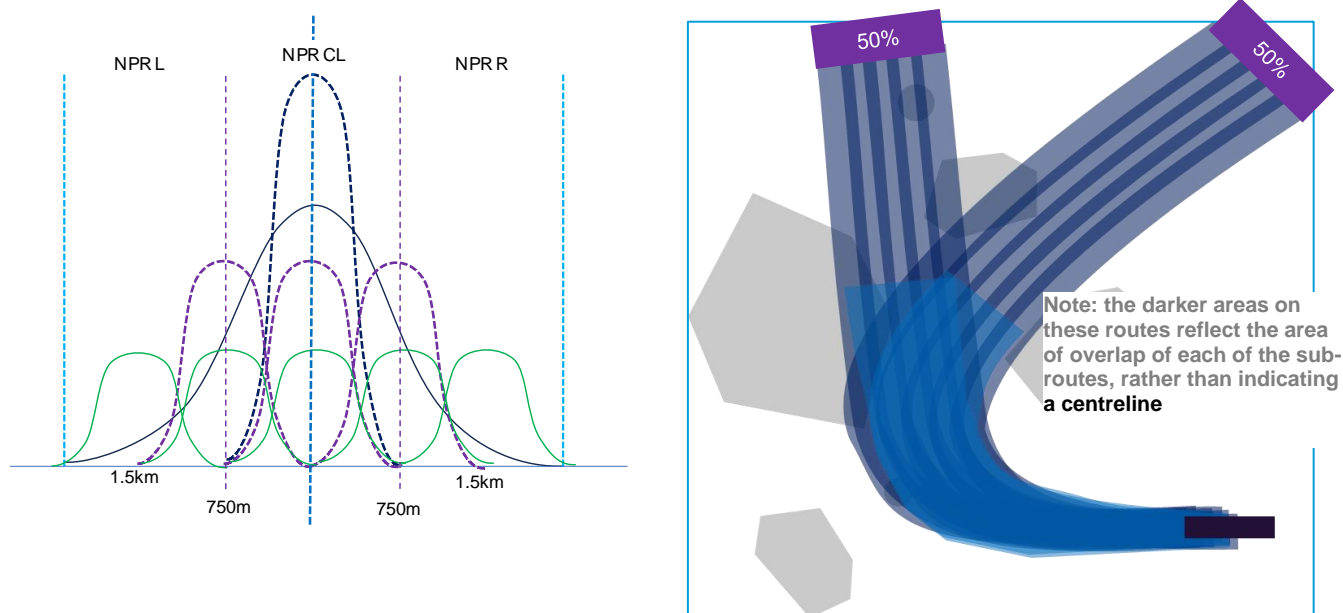 NPR L
NPR CL
NPR R
1.5km
750m
750m
1.5km
50%
50%
Note: the darker areas on
these routes reflect the area
of overlap of each of the sub-
routes, rather than indicating
a centreline